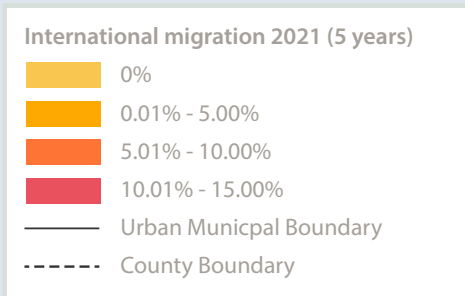 International migration 2021 (5 years)
0%
0.01% - 5.00%
5.01% - 10.00%
10.01% - 15.00%
Urban Municpal Boundary
County Boundary